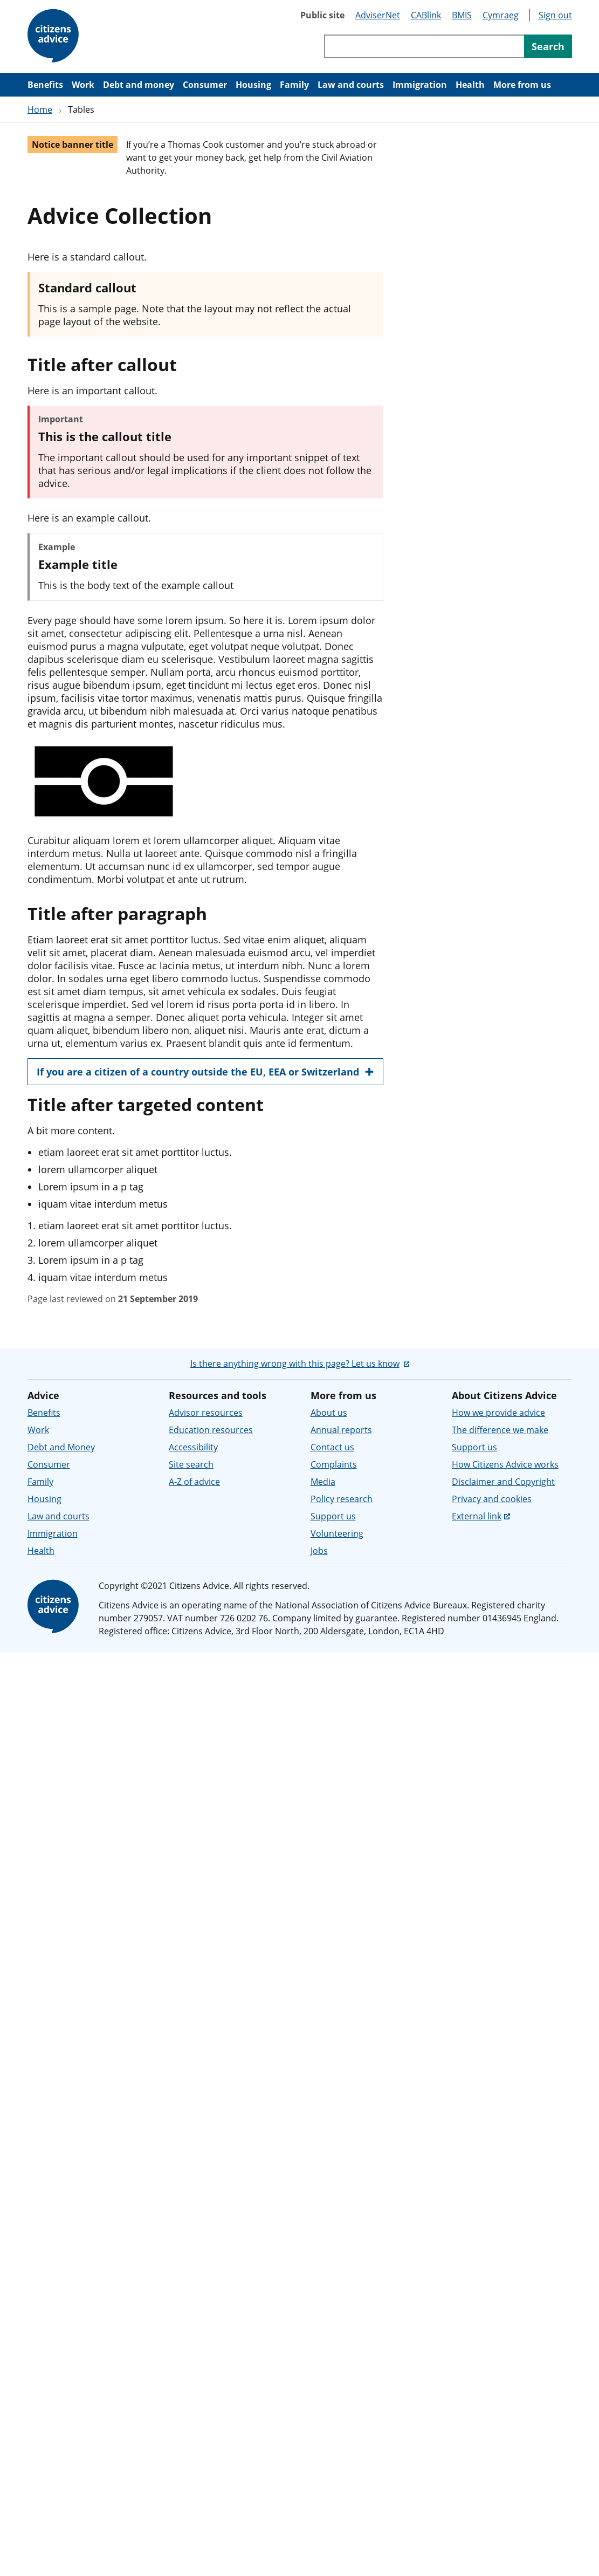 citizens
advice
Public site AdviserNet CABlink BMIS Cymraeg Sign out
Search
Benefits Work Debt and money Consumer Housing Family Law and courts Immigration Health More from us
Home › Tables
Notice banner title
If you’re a Thomas Cook customer and you’re stuck abroad or
want to get your money back, get help from the Civil Aviation
Authority.
Advice Collection
Here is a standard callout.
Standard callout
This is a sample page. Note that the layout may not reflect the actual
page layout of the website.
Title after callout
Here is an important callout.
Important
This is the callout title
The important callout should be used for any important snippet of text
that has serious and/or legal implications if the client does not follow the
advice.
Here is an example callout.
Example
Example title
This is the body text of the example callout
Every page should have some lorem ipsum. So here it is. Lorem ipsum dolor
sit amet, consectetur adipiscing elit. Pellentesque a urna nisl. Aenean
euismod purus a magna vulputate, eget volutpat neque volutpat. Donec
dapibus scelerisque diam eu scelerisque. Vestibulum laoreet magna sagittis
felis pellentesque semper. Nullam porta, arcu rhoncus euismod porttitor,
risus augue bibendum ipsum, eget tincidunt mi lectus eget eros. Donec nisl
ipsum, facilisis vitae tortor maximus, venenatis mattis purus. Quisque fringilla
gravida arcu, ut bibendum nibh malesuada at. Orci varius natoque penatibus
et magnis dis parturient montes, nascetur ridiculus mus.
Curabitur aliquam lorem et lorem ullamcorper aliquet. Aliquam vitae
interdum metus. Nulla ut laoreet ante. Quisque commodo nisl a fringilla
elementum. Ut accumsan nunc id ex ullamcorper, sed tempor augue
condimentum. Morbi volutpat et ante ut rutrum.
Title after paragraph
Etiam laoreet erat sit amet porttitor luctus. Sed vitae enim aliquet, aliquam
velit sit amet, placerat diam. Aenean malesuada euismod arcu, vel imperdiet
dolor facilisis vitae. Fusce ac lacinia metus, ut interdum nibh. Nunc a lorem
dolor. In sodales urna eget libero commodo luctus. Suspendisse commodo
est sit amet diam tempus, sit amet vehicula ex sodales. Duis feugiat
scelerisque imperdiet. Sed vel lorem id risus porta porta id in libero. In
sagittis at magna a semper. Donec aliquet porta vehicula. Integer sit amet
quam aliquet, bibendum libero non, aliquet nisi. Mauris ante erat, dictum a
urna ut, elementum varius ex. Praesent blandit quis ante id fermentum.
If you are a citizen of a country outside the EU, EEA or Switzerland +
Title after targeted content
A bit more content.
• etiam laoreet erat sit amet porttitor luctus.
• lorem ullamcorper aliquet
• Lorem ipsum in a p tag
• iquam vitae interdum metus
1. etiam laoreet erat sit amet porttitor luctus.
2. lorem ullamcorper aliquet
3. Lorem ipsum in a p tag
4. iquam vitae interdum metus
Page last reviewed on 21 September 2019
Is there anything wrong with this page? Let us know
Advice
Benefits
Work
Debt and Money
Consumer
Family
Housing
Law and courts
Immigration
Health
Resources and tools
Advisor resources
Education resources
Accessibility
Site search
A-Z of advice
More from us
About us
Annual reports
Contact us
Complaints
Media
Policy research
Support us
Volunteering
Jobs
About Citizens Advice
How we provide advice
The difference we make
Support us
How Citizens Advice works
Disclaimer and Copyright
Privacy and cookies
External link
citizens
advice
Copyright ©2021 Citizens Advice. All rights reserved.
Citizens Advice is an operating name of the National Association of Citizens Advice Bureaux. Registered charity
number 279057. VAT number 726 0202 76. Company limited by guarantee. Registered number 01436945 England.
Registered office: Citizens Advice, 3rd Floor North, 200 Aldersgate, London, EC1A 4HD